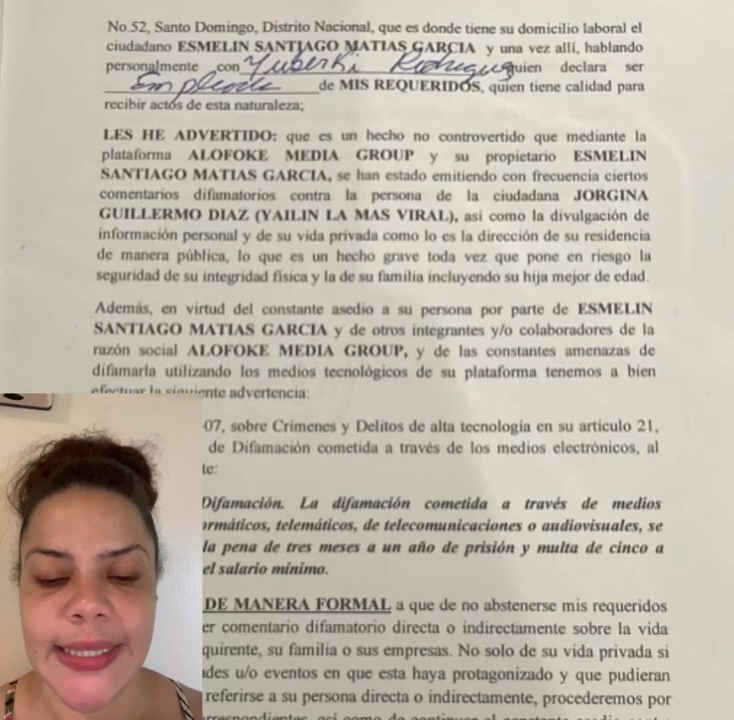 No.52, Santo Domingo, Distrito Nacional, que es donde tiene su domicilio laboral el
ciudadano ESMELIN SANTIAGO MATIAS GARCIA y una vez allí, hablando
personalmente con Yuberki Rodriguez quien declara ser
Empleada de MIS REQUERIDOS, quien tiene calidad para
recibir actos de esta naturaleza;
LES HE ADVERTIDO: que es un hecho no controvertido que mediante la
plataforma ALOFOKE MEDIA GROUP y su propietario ESMELIN
SANTIAGO MATIAS GARCIA, se han estado emitiendo con frecuencia ciertos
comentarios difamatorios contra la persona de la ciudadana JORGINA
GUILLERMO DIAZ (YAILIN LA MAS VIRAL), así como la divulgación de
información personal y de su vida privada como lo es la dirección de su residencia
de manera pública, lo que es un hecho grave toda vez que pone en riesgo la
seguridad de su integridad física y la de su familia incluyendo su hija mejor de edad.
Además, en virtud del constante asedio a su persona por parte de ESMELIN
SANTIAGO MATIAS GARCIA y de otros integrantes y/o colaboradores de la
razón social ALOFOKE MEDIA GROUP, y de las constantes amenazas de
difamarla utilizando los medios tecnológicos de su plataforma tenemos a bien
efectuar la siguiente advertencia:
07, sobre Crímenes y Delitos de alta tecnología en su artículo 21,
de Difamación cometida a través de los medios electrónicos, al
te:
Difamación. La difamación cometida a través de medios
ormáticos, telemáticos, de telecomunicaciones o audiovisuales, se
la pena de tres meses a un año de prisión y multa de cinco a
el salario mínimo.
DE MANERA FORMAL a que de no abstenerse mis requeridos
er comentario difamatorio directa o indirectamente sobre la vida
quirente, su familia o sus empresas. No solo de su vida privada si
des u/o eventos en que esta haya protagonizado y que pudieran
referirse a su persona directa o indirectamente, procederemos por